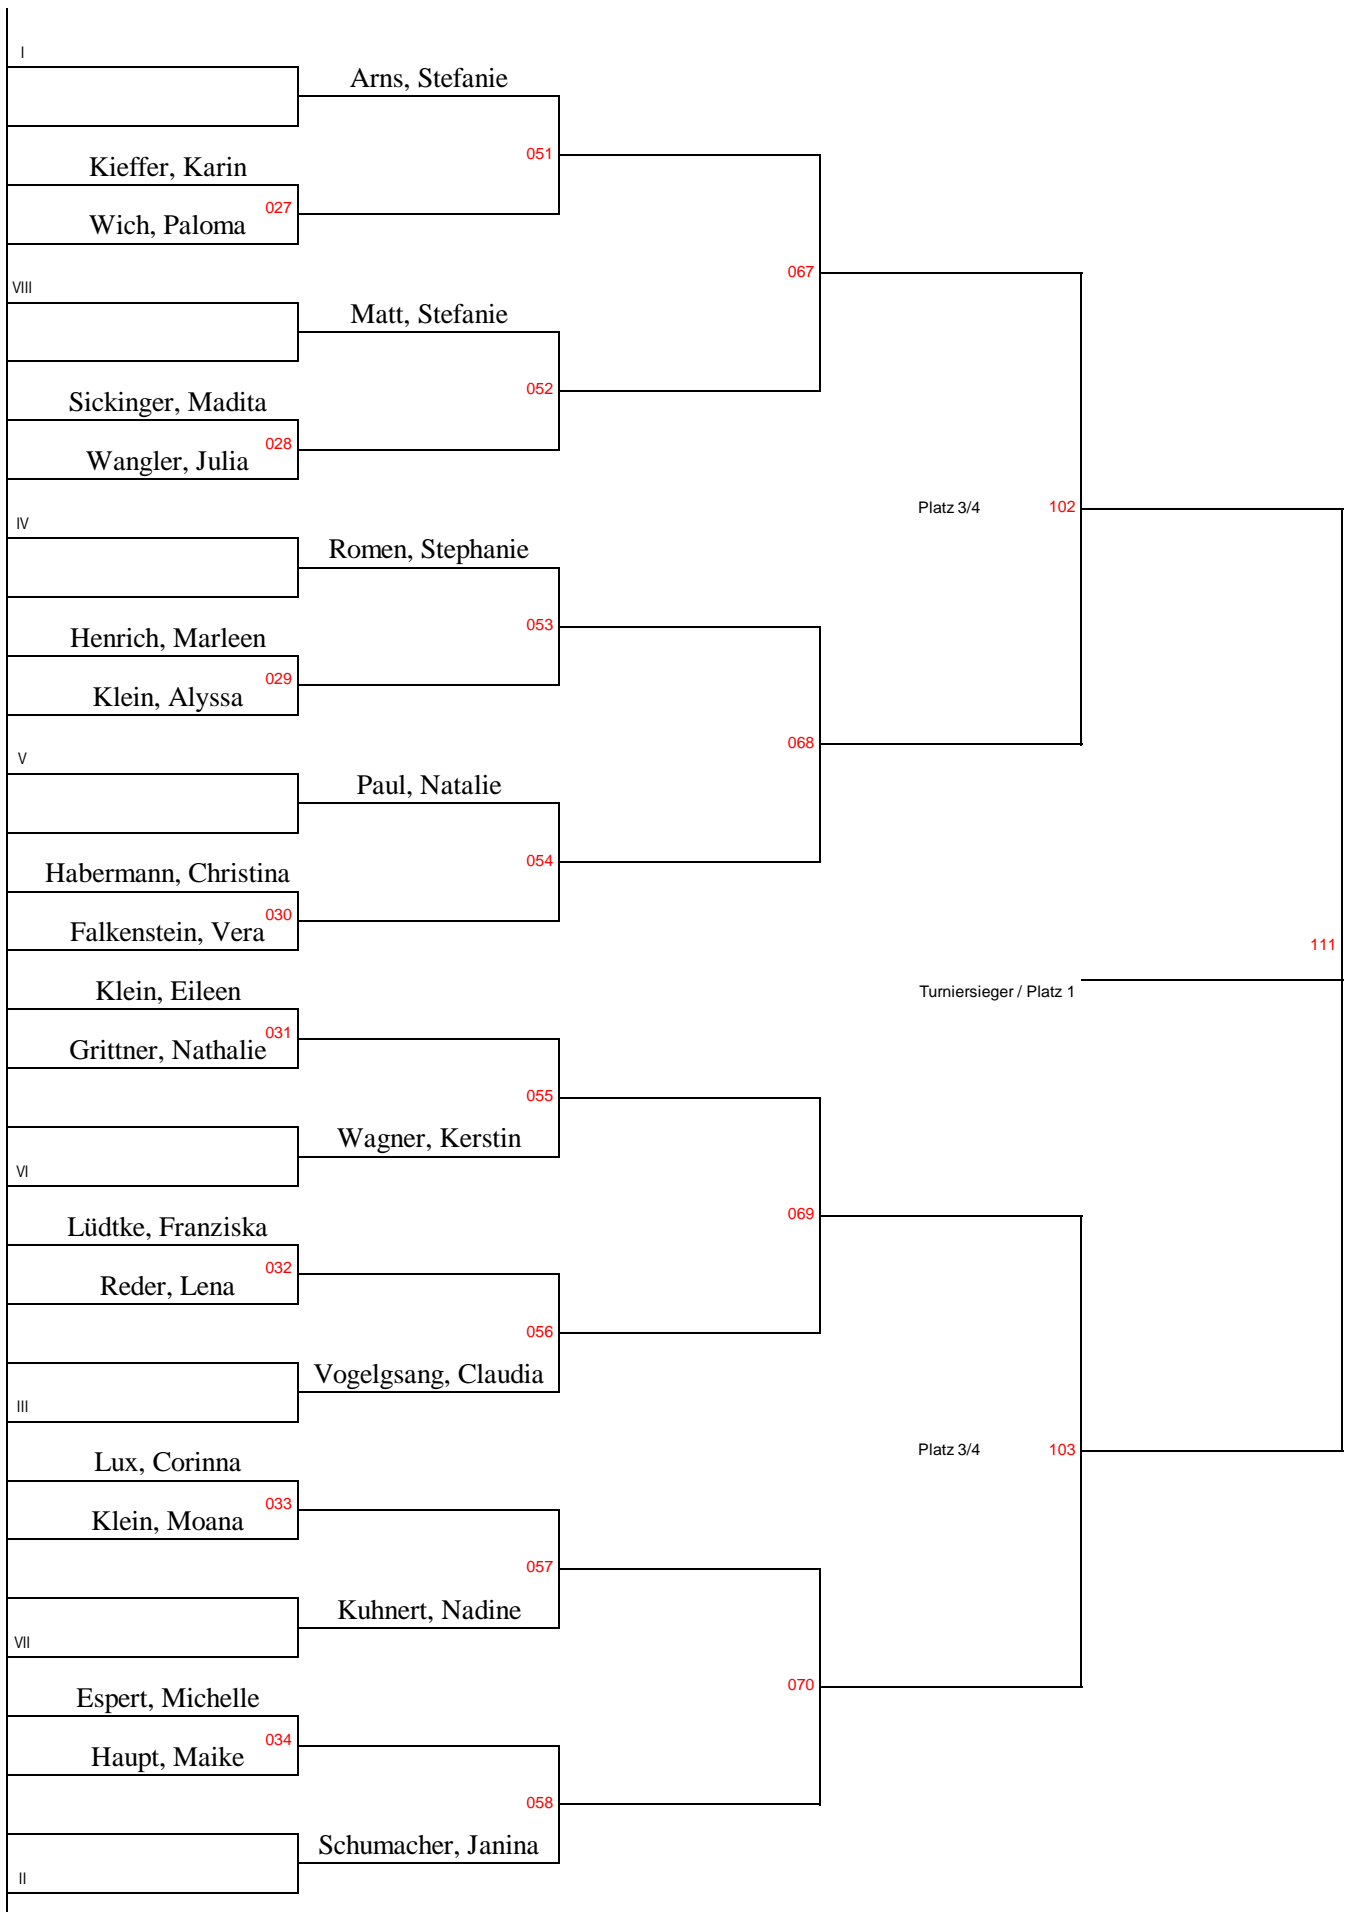 I
Arns, Stefanie
051
Kieffer, Karin
027
Wich, Paloma
067
VIII
Matt, Stefanie
052
Sickinger, Madita
028
Wangler, Julia
Platz 3/4 102
IV
Romen, Stephanie
053
Henrich, Marleen
029
Klein, Alyssa
068
V
Paul, Natalie
054
Habermann, Christina
030
Falkenstein, Vera
111
Klein, Eileen
Turniersieger / Platz 1
031
Grittner, Nathalie
055
Wagner, Kerstin
VI
069
Lüdtke, Franziska
032
Reder, Lena
056
Vogelgsang, Claudia
III
Platz 3/4 103
Lux, Corinna
033
Klein, Moana
057
Kuhnert, Nadine
VII
070
Espert, Michelle
034
Haupt, Maike
058
Schumacher, Janina
II